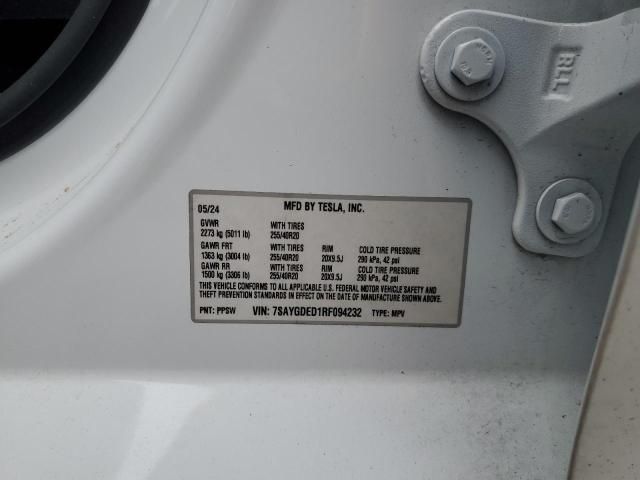 05/24 MFD BY TESLA, INC.
GVWR WITH TIRES
2273 kg (5011 lb) 255/40R20
GAWR FRT WITH TIRES RIM COLD TIRE PRESSURE
1363 kg (3004 lb) 255/40R20 20X9.5J 290 kPa, 42 psi
GAWR RR WITH TIRES RIM COLD TIRE PRESSURE
1500 kg (3306 lb) 255/40R20 20X9.5J 290 kPa, 42 psi
THIS VEHICLE CONFORMS TO ALL APPLICABLE U.S. FEDERAL MOTOR VEHICLE SAFETY AND
THEFT PREVENTION STANDARDS IN EFFECT ON THE DATE OF MANUFACTURE SHOWN ABOVE.
PNT: PPSW VIN: 7SAYGDED1RF094232 TYPE: MPV
RLL